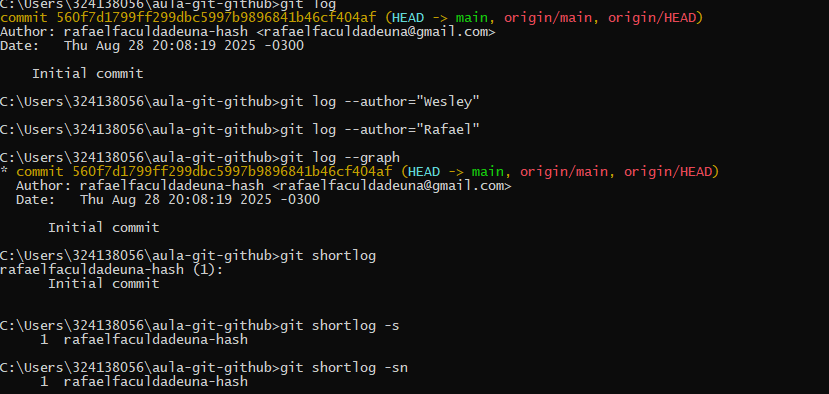 C:\Users\324138056\aula-git-github>git log
commit 560f7d1799ff299dbc5997b9896841b46cf404af (HEAD -> main, origin/main, origin/HEAD)
Author: rafaelfaculdadeuna-hash <rafaelfaculdadeuna@gmail.com>
Date:   Thu Aug 28 20:08:19 2025 -0300
    Initial commit
C:\Users\324138056\aula-git-github>git log --author="Wesley"
C:\Users\324138056\aula-git-github>git log --author="Rafael"
C:\Users\324138056\aula-git-github>git log --graph
* commit 560f7d1799ff299dbc5997b9896841b46cf404af (HEAD -> main, origin/main, origin/HEAD)
  Author: rafaelfaculdadeuna-hash <rafaelfaculdadeuna@gmail.com>
  Date:   Thu Aug 28 20:08:19 2025 -0300
      Initial commit
C:\Users\324138056\aula-git-github>git shortlog
rafaelfaculdadeuna-hash (1):
      Initial commit
C:\Users\324138056\aula-git-github>git shortlog -s
     1  rafaelfaculdadeuna-hash
C:\Users\324138056\aula-git-github>git shortlog -sn
     1  rafaelfaculdadeuna-hash